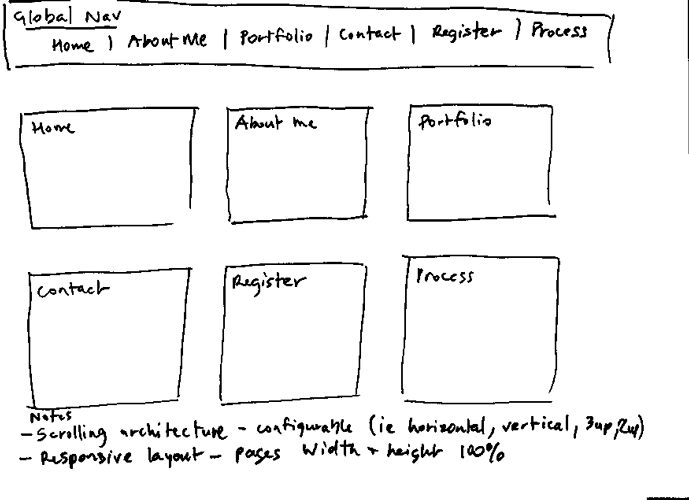 Global Nav
Home | About Me | Portfolio | Contact | Register | Process
Home
About me
Portfolio
Contact
Register
Process
Notes
- Scrolling architecture - configurable (ie horizontal, vertical, 3up, 2up)
- Responsive layout - pages width + height 100%